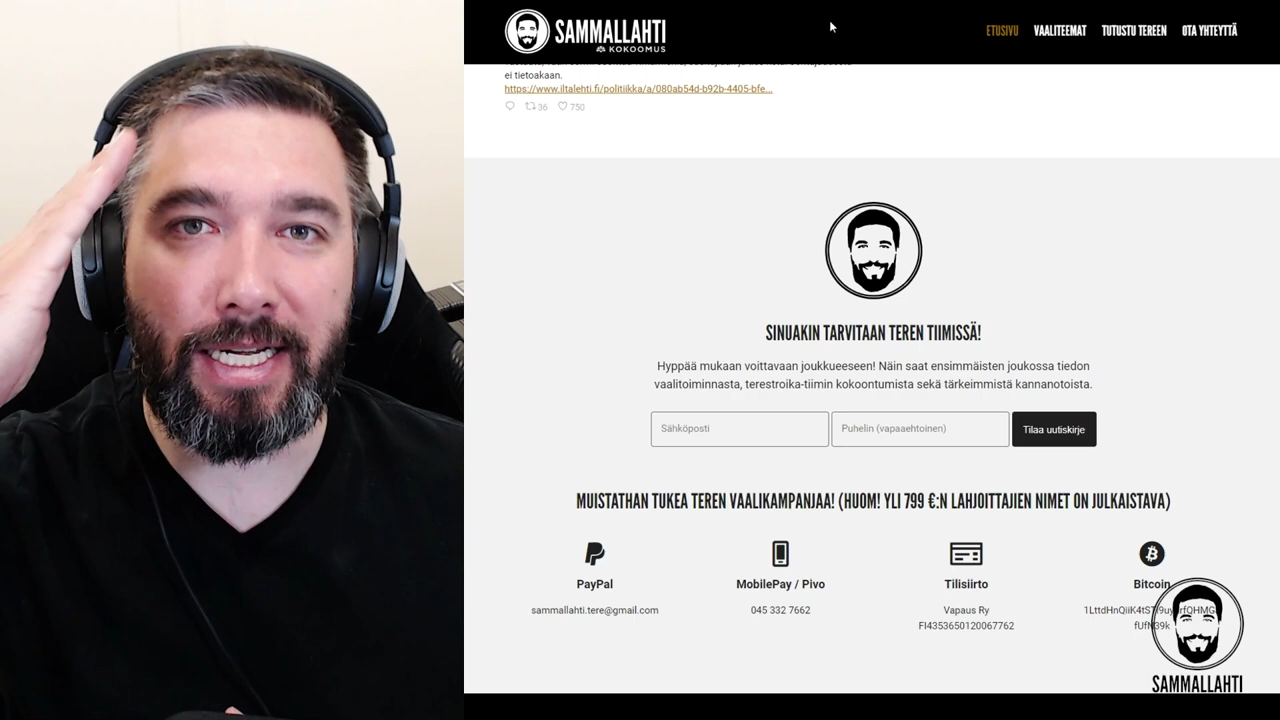 SAMMALLAHTI
KOKOOMUS
ETUSIVU VAALITEEMAT TUTUSTU TEREEN OTA YHTEYTTÄ
ei tietoakaan.
https://www.iltalehti.fi/politiikka/a/080ab54d-b92b-4405-bfe...
36 750
SINUAKIN TARVITAAN TEREN TIIMISSÄ!
Hyppää mukaan voittavaan joukkueeseen! Näin saat ensimmäisten joukossa tiedon
vaalitoiminnasta, terestroika-tiimin kokoontumista sekä tärkeimmistä kannanotoista.
Sähköposti Puhelin (vapaaehtoinen) Tilaa uutiskirje
MUISTATHAN TUKEA TEREN VAALIKAMPANJAA! (HUOM! YLI 799 €:N LAHJOITTAJIEN NIMET ON JULKAISTAVA)
PayPal MobilePay / Pivo Tilisiirto Bitcoin
sammallahti.tere@gmail.com 045 332 7662 Vapaus Ry
FI4353650120067762
SAMMALLAHTI